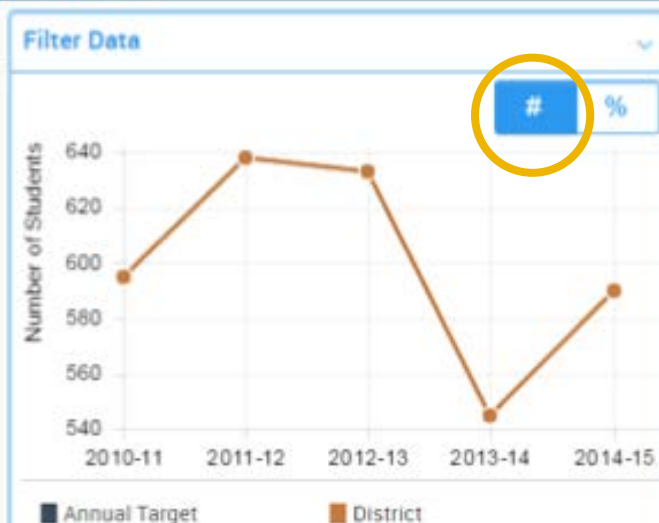 Filter Data
# %
Number of Students
640
620
600
580
560
540
2010-11 2011-12 2012-13 2013-14 2014-15
Annual Target District